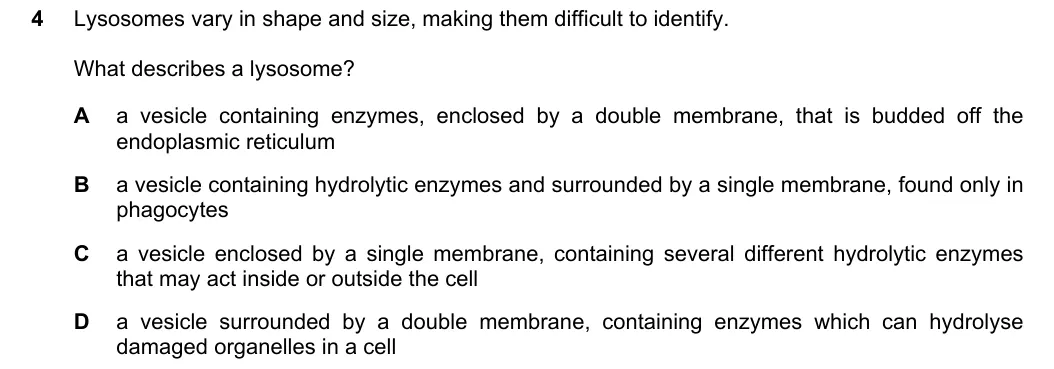 4 Lysosomes vary in shape and size, making them difficult to identify.
What describes a lysosome?
A a vesicle containing enzymes, enclosed by a double membrane, that is budded off the
endoplasmic reticulum
B a vesicle containing hydrolytic enzymes and surrounded by a single membrane, found only in
phagocytes
C a vesicle enclosed by a single membrane, containing several different hydrolytic enzymes
that may act inside or outside the cell
D a vesicle surrounded by a double membrane, containing enzymes which can hydrolyse
damaged organelles in a cell